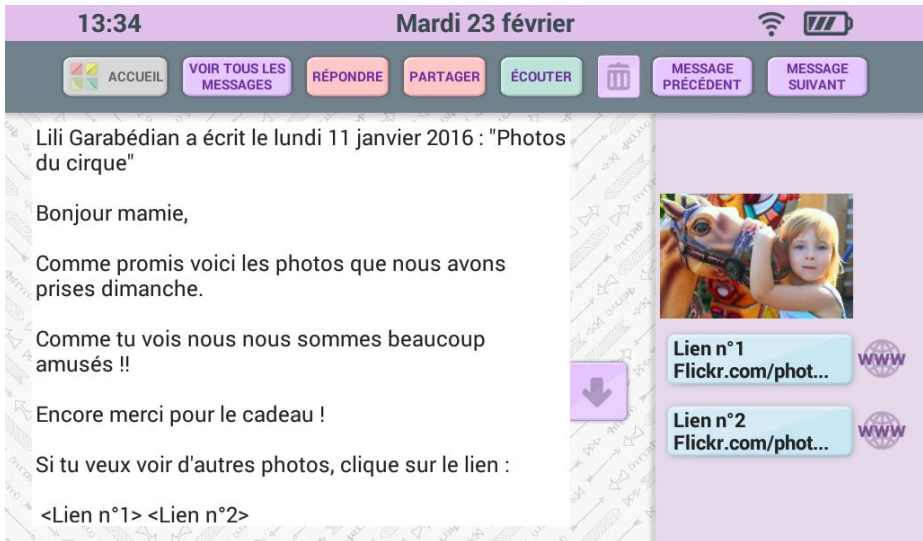 13:34
Mardi 23 février
ACCUEIL
VOIR TOUS LES
MESSAGES
RÉPONDRE
PARTAGER
ÉCOUTER
MESSAGE
PRÉCÉDENT
MESSAGE
SUIVANT
Lili Garabédian a écrit le lundi 11 janvier 2016 : "Photos
du cirque"
Bonjour mamie,
Comme promis voici les photos que nous avons
prises dimanche.
Comme tu vois nous nous sommes beaucoup
amusés !!
Encore merci pour le cadeau !
Si tu veux voir d'autres photos, clique sur le lien :
<Lien n°1> <Lien n°2>
Lien n°1
Flickr.com/phot...
www
Lien n°2
Flickr.com/phot...
www